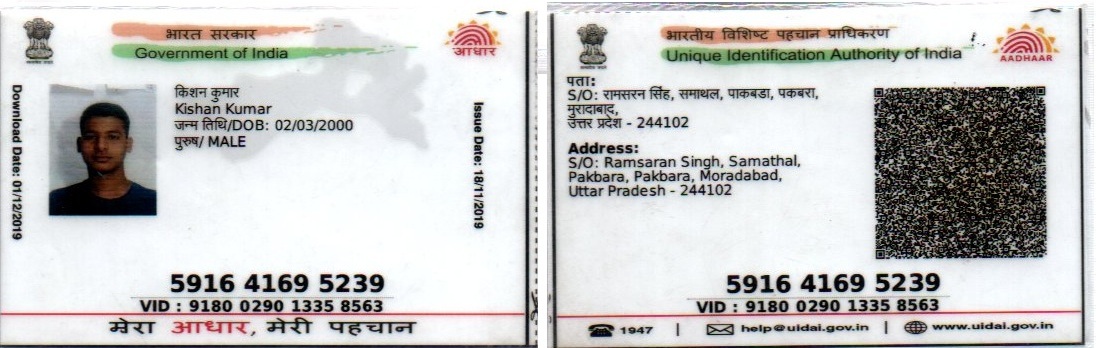 भारत सरकार
Government of India
आधार
Download Date: 01/12/2019
किशन कुमार
Kishan Kumar
जन्म तिथि/DOB: 02/03/2000
पुरुष/ MALE
Issue Date: 18/11/2019
5916 4169 5239
VID : 9180 0290 1335 8563
मेरा आधार, मेरी पहचान
भारतीय विशिष्ट पहचान प्राधिकरण
Unique Identification Authority of India
AADHAAR
पता:
S/O: रामसरन सिंह, समाथल, पाकबडा, पकबरा,
मुरादाबाद,
उत्तर प्रदेश - 244102
Address:
S/O: Ramsaran Singh, Samathal,
Pakbara, Pakbara, Moradabad,
Uttar Pradesh - 244102
5916 4169 5239
VID : 9180 0290 1335 8563
1947 | help@uidai.gov.in | www.uidai.gov.in